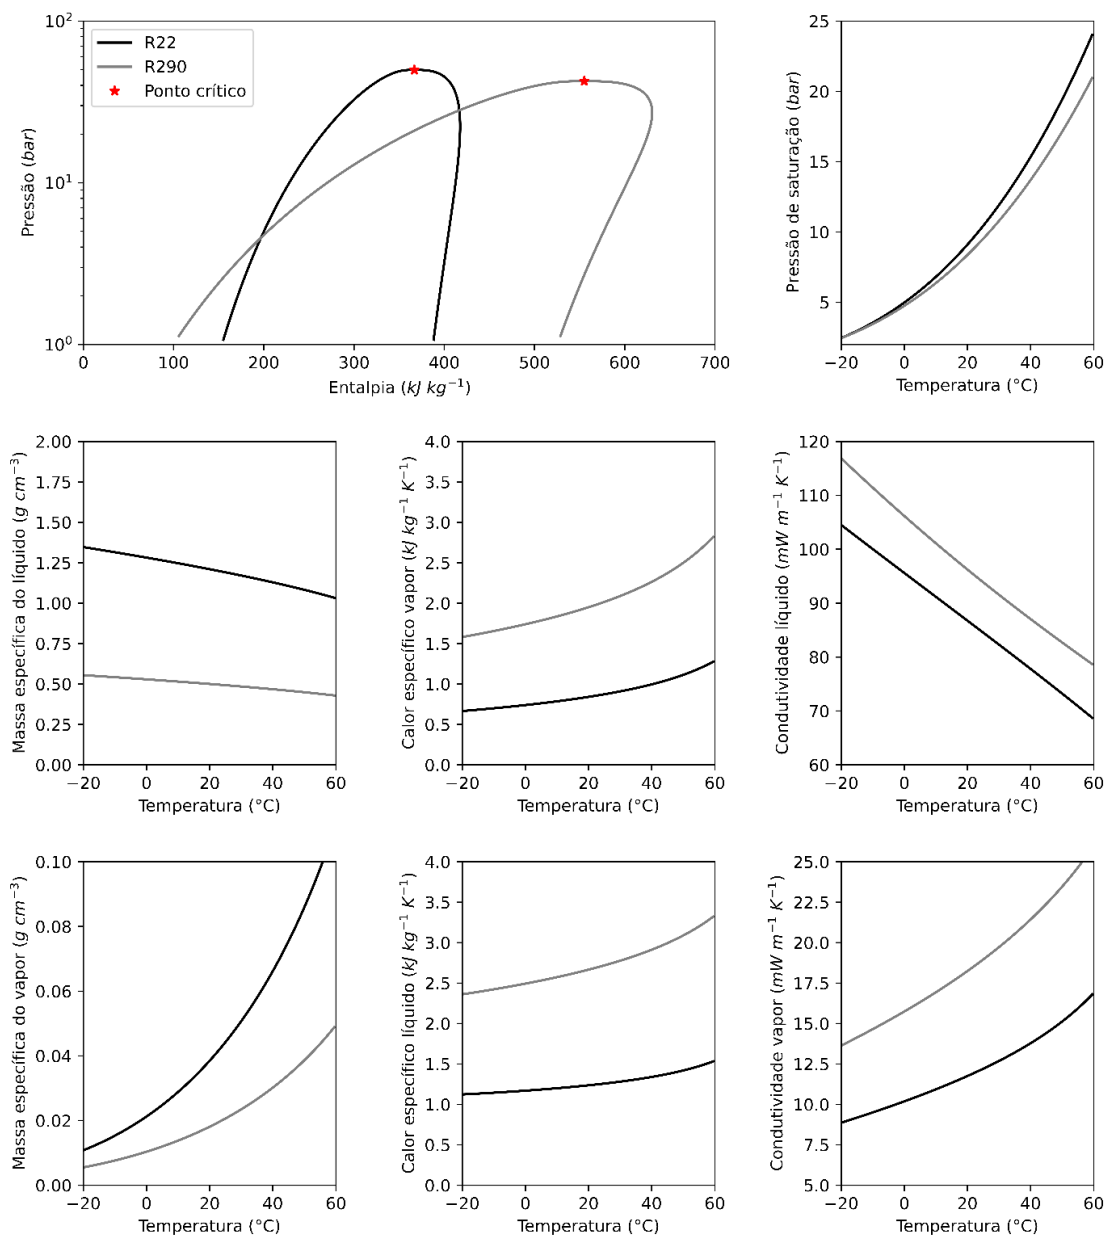 10² 
R22
R290
Ponto crítico
10¹
10⁰
Pressão (bar)
0 100 200 300 400 500 600 700
Entalpia (kJ kg⁻¹)
25
20
15
10
5
Pressão de saturação (bar)
−20 0 20 40 60
Temperatura (°C)
2.00
1.75
1.50
1.25
1.00
0.75
0.50
0.25
0.00
Massa específica do líquido (g cm⁻³)
−20 0 20 40 60
Temperatura (°C)
4.0
3.5
3.0
2.5
2.0
1.5
1.0
0.5
0.0
Calor específico vapor (kJ kg⁻¹ K⁻¹)
−20 0 20 40 60
Temperatura (°C)
120
110
100
90
80
70
60
Condutividade líquido (mW m⁻¹ K⁻¹)
−20 0 20 40 60
Temperatura (°C)
0.10
0.08
0.06
0.04
0.02
0.00
Massa específica do vapor (g cm⁻³)
−20 0 20 40 60
Temperatura (°C)
4.0
3.5
3.0
2.5
2.0
1.5
1.0
0.5
0.0
Calor específico líquido (kJ kg⁻¹ K⁻¹)
−20 0 20 40 60
Temperatura (°C)
25.0
22.5
20.0
17.5
15.0
12.5
10.0
7.5
5.0
Condutividade vapor (mW m⁻¹ K⁻¹)
−20 0 20 40 60
Temperatura (°C)